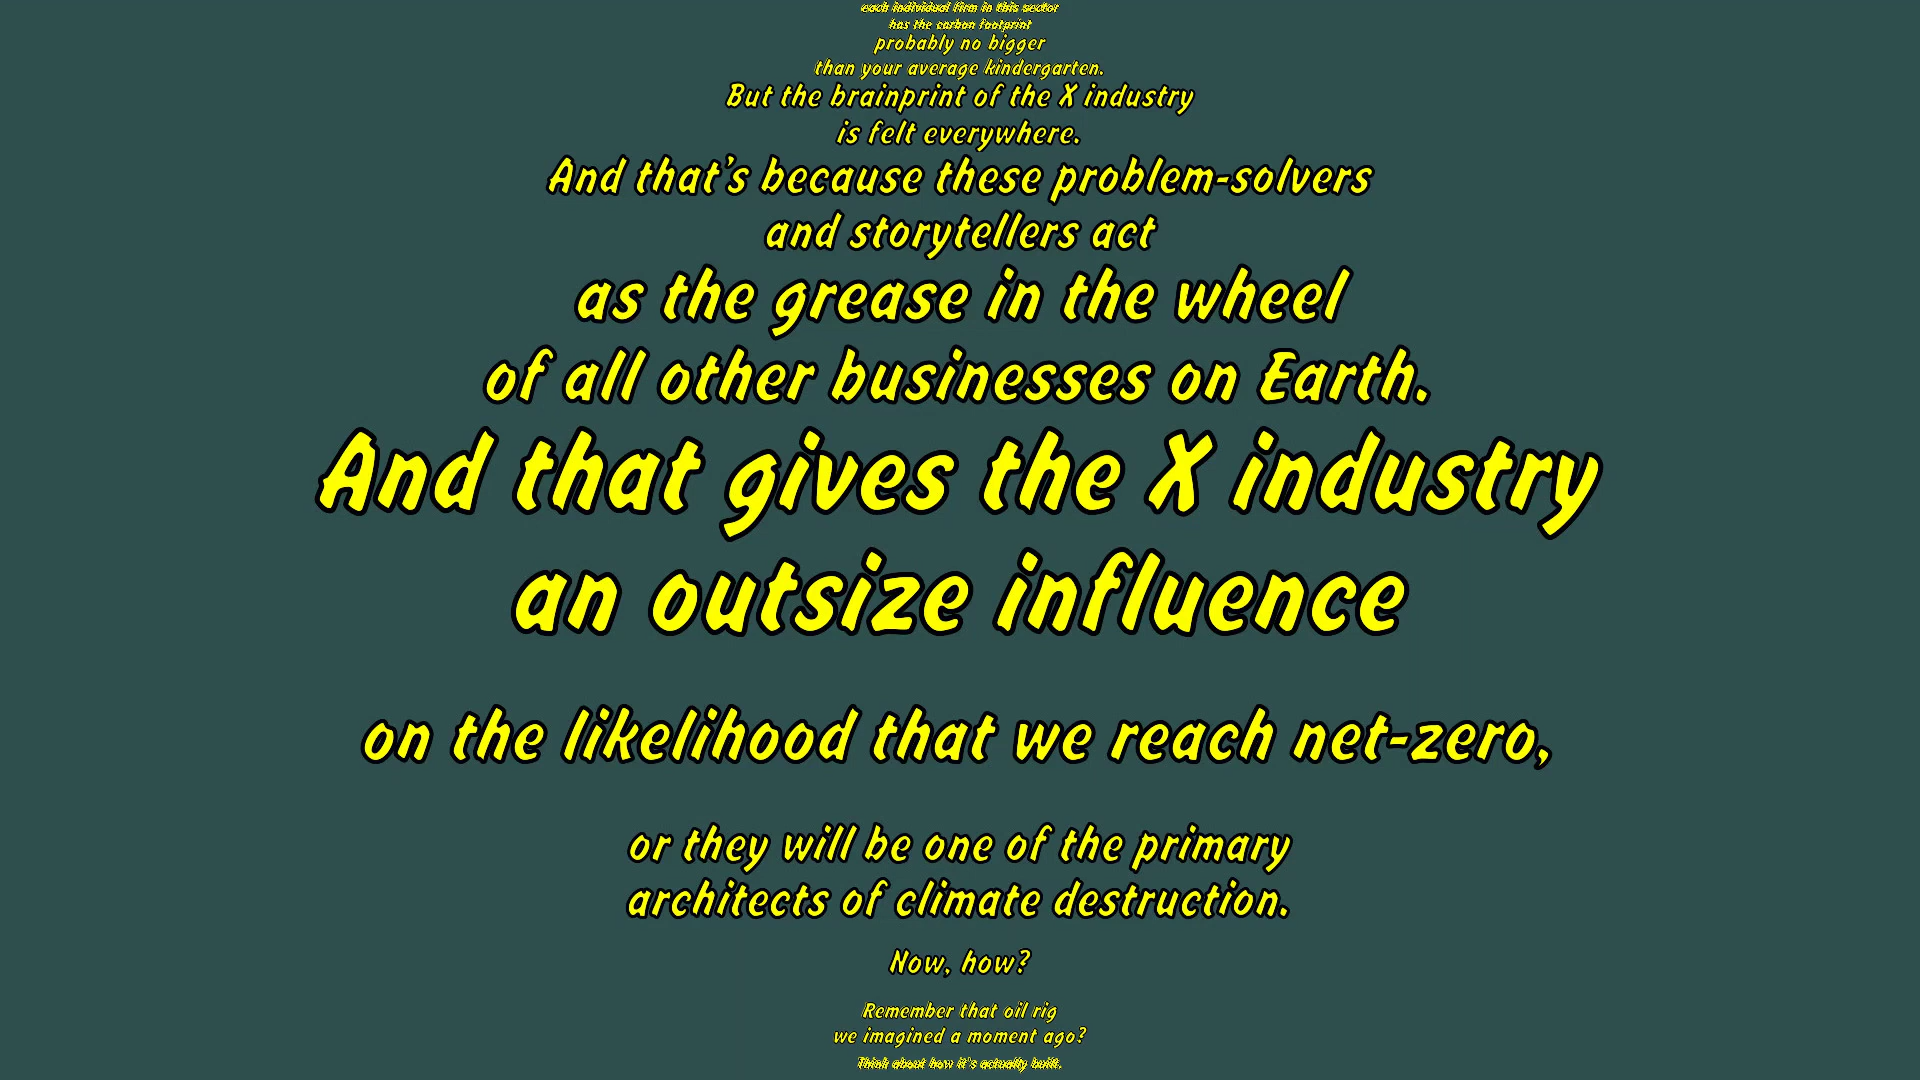 each individual firm in this sector
has the carbon footprint
probably no bigger
than your average kindergarten.
But the brainprint of the X industry
is felt everywhere.
And that’s because these problem-solvers
and storytellers act
as the grease in the wheel
of all other businesses on Earth.
And that gives the X industry
an outsize influence
on the likelihood that we reach net-zero,
or they will be one of the primary
architects of climate destruction.
Now, how?
Remember that oil rig
we imagined a moment ago?
Think about how it's actually built.